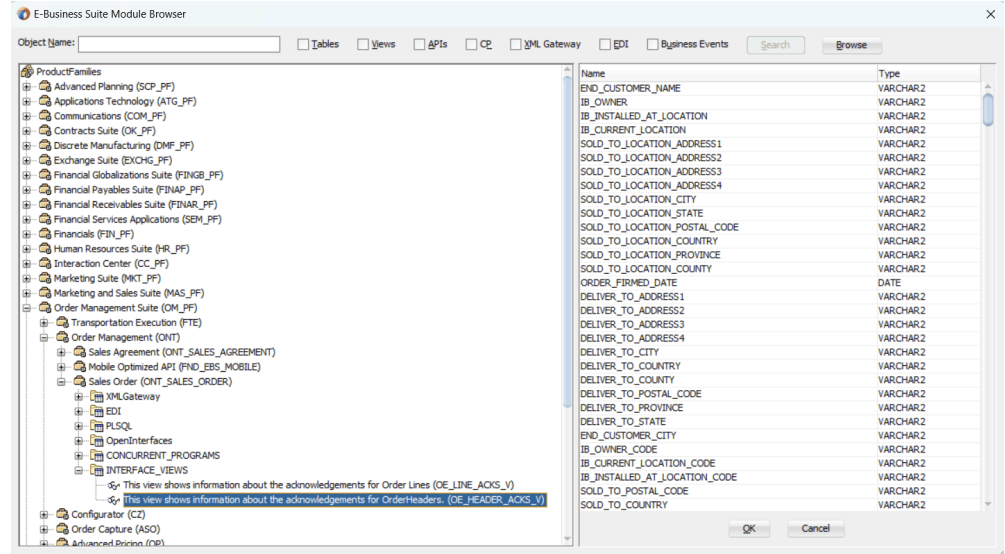 E-Business Suite Module Browser
Object Name: Tables Views APIs CP XML Gateway EDI Business Events Search Browse
ProductFamilies
Advanced Planning (SCP_PF)
Applications Technology (ATG_PF)
Communications (COM_PF)
Contracts Suite (OK_PF)
Discrete Manufacturing (DMF_PF)
Exchange Suite (EXCHG_PF)
Financial Globalizations Suite (FINGB_PF)
Financial Payables Suite (FINAP_PF)
Financial Receivables Suite (FINAR_PF)
Financial Services Applications (SEM_PF)
Financials (FIN_PF)
Human Resources Suite (HR_PF)
Interaction Center (CC_PF)
Marketing Suite (MKT_PF)
Marketing and Sales Suite (MAS_PF)
Order Management Suite (OM_PF)
Transportation Execution (FTE)
Order Management (ONT)
Sales Agreement (ONT_SALES_AGREEMENT)
Mobile Optimized API (FND_EBS_MOBILE)
Sales Order (ONT_SALES_ORDER)
XMLGateway
EDI
PLSQL
OpenInterfaces
CONCURRENT_PROGRAMS
INTERFACE_VIEWS
This view shows information about the acknowledgements for Order Lines (OE_LINE_ACKS_V)
This view shows information about the acknowledgements for OrderHeaders. (OE_HEADER_ACKS_V)
Configurator (CZ)
Order Capture (ASO)
Advanced Pricing (QP)
Name Type
END_CUSTOMER_NAME VARCHAR2
IB_OWNER VARCHAR2
IB_INSTALLED_AT_LOCATION VARCHAR2
IB_CURRENT_LOCATION VARCHAR2
SOLD_TO_LOCATION_ADDRESS1 VARCHAR2
SOLD_TO_LOCATION_ADDRESS2 VARCHAR2
SOLD_TO_LOCATION_ADDRESS3 VARCHAR2
SOLD_TO_LOCATION_ADDRESS4 VARCHAR2
SOLD_TO_LOCATION_CITY VARCHAR2
SOLD_TO_LOCATION_STATE VARCHAR2
SOLD_TO_LOCATION_POSTAL_CODE VARCHAR2
SOLD_TO_LOCATION_COUNTRY VARCHAR2
SOLD_TO_LOCATION_PROVINCE VARCHAR2
SOLD_TO_LOCATION_COUNTY VARCHAR2
ORDER_FIRMED_DATE DATE
DELIVER_TO_ADDRESS1 VARCHAR2
DELIVER_TO_ADDRESS2 VARCHAR2
DELIVER_TO_ADDRESS3 VARCHAR2
DELIVER_TO_ADDRESS4 VARCHAR2
DELIVER_TO_CITY VARCHAR2
DELIVER_TO_COUNTRY VARCHAR2
DELIVER_TO_COUNTY VARCHAR2
DELIVER_TO_POSTAL_CODE VARCHAR2
DELIVER_TO_PROVINCE VARCHAR2
DELIVER_TO_STATE VARCHAR2
END_CUSTOMER_CITY VARCHAR2
IB_OWNER_CODE VARCHAR2
IB_CURRENT_LOCATION_CODE VARCHAR2
IB_INSTALLED_AT_LOCATION_CODE VARCHAR2
SOLD_TO_POSTAL_CODE VARCHAR2
SOLD_TO_COUNTRY VARCHAR2
OK Cancel